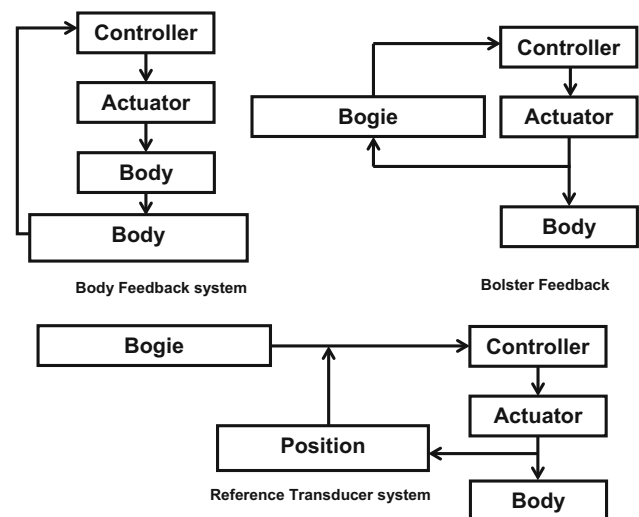 Controller
Actuator
Body
Body
Body Feedback system
Controller
Bogie
Actuator
Body
Bolster Feedback
Bogie
Controller
Actuator
Position
Body
Reference Transducer system